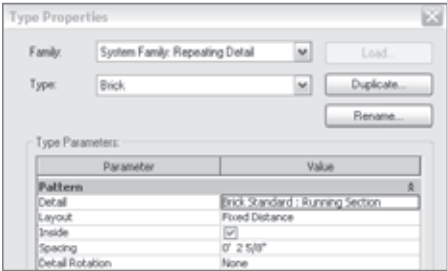 Type Properties
Family: System Family: Repeating Detail Load...
Type: Brick Duplicate...
Rename...
Type Parameters:
Parameter Value
Pattern
Detail Brick Standard : Running Section
Layout Fixed Distance
Inside
Spacing 0' 2 5/8"
Detail Rotation None